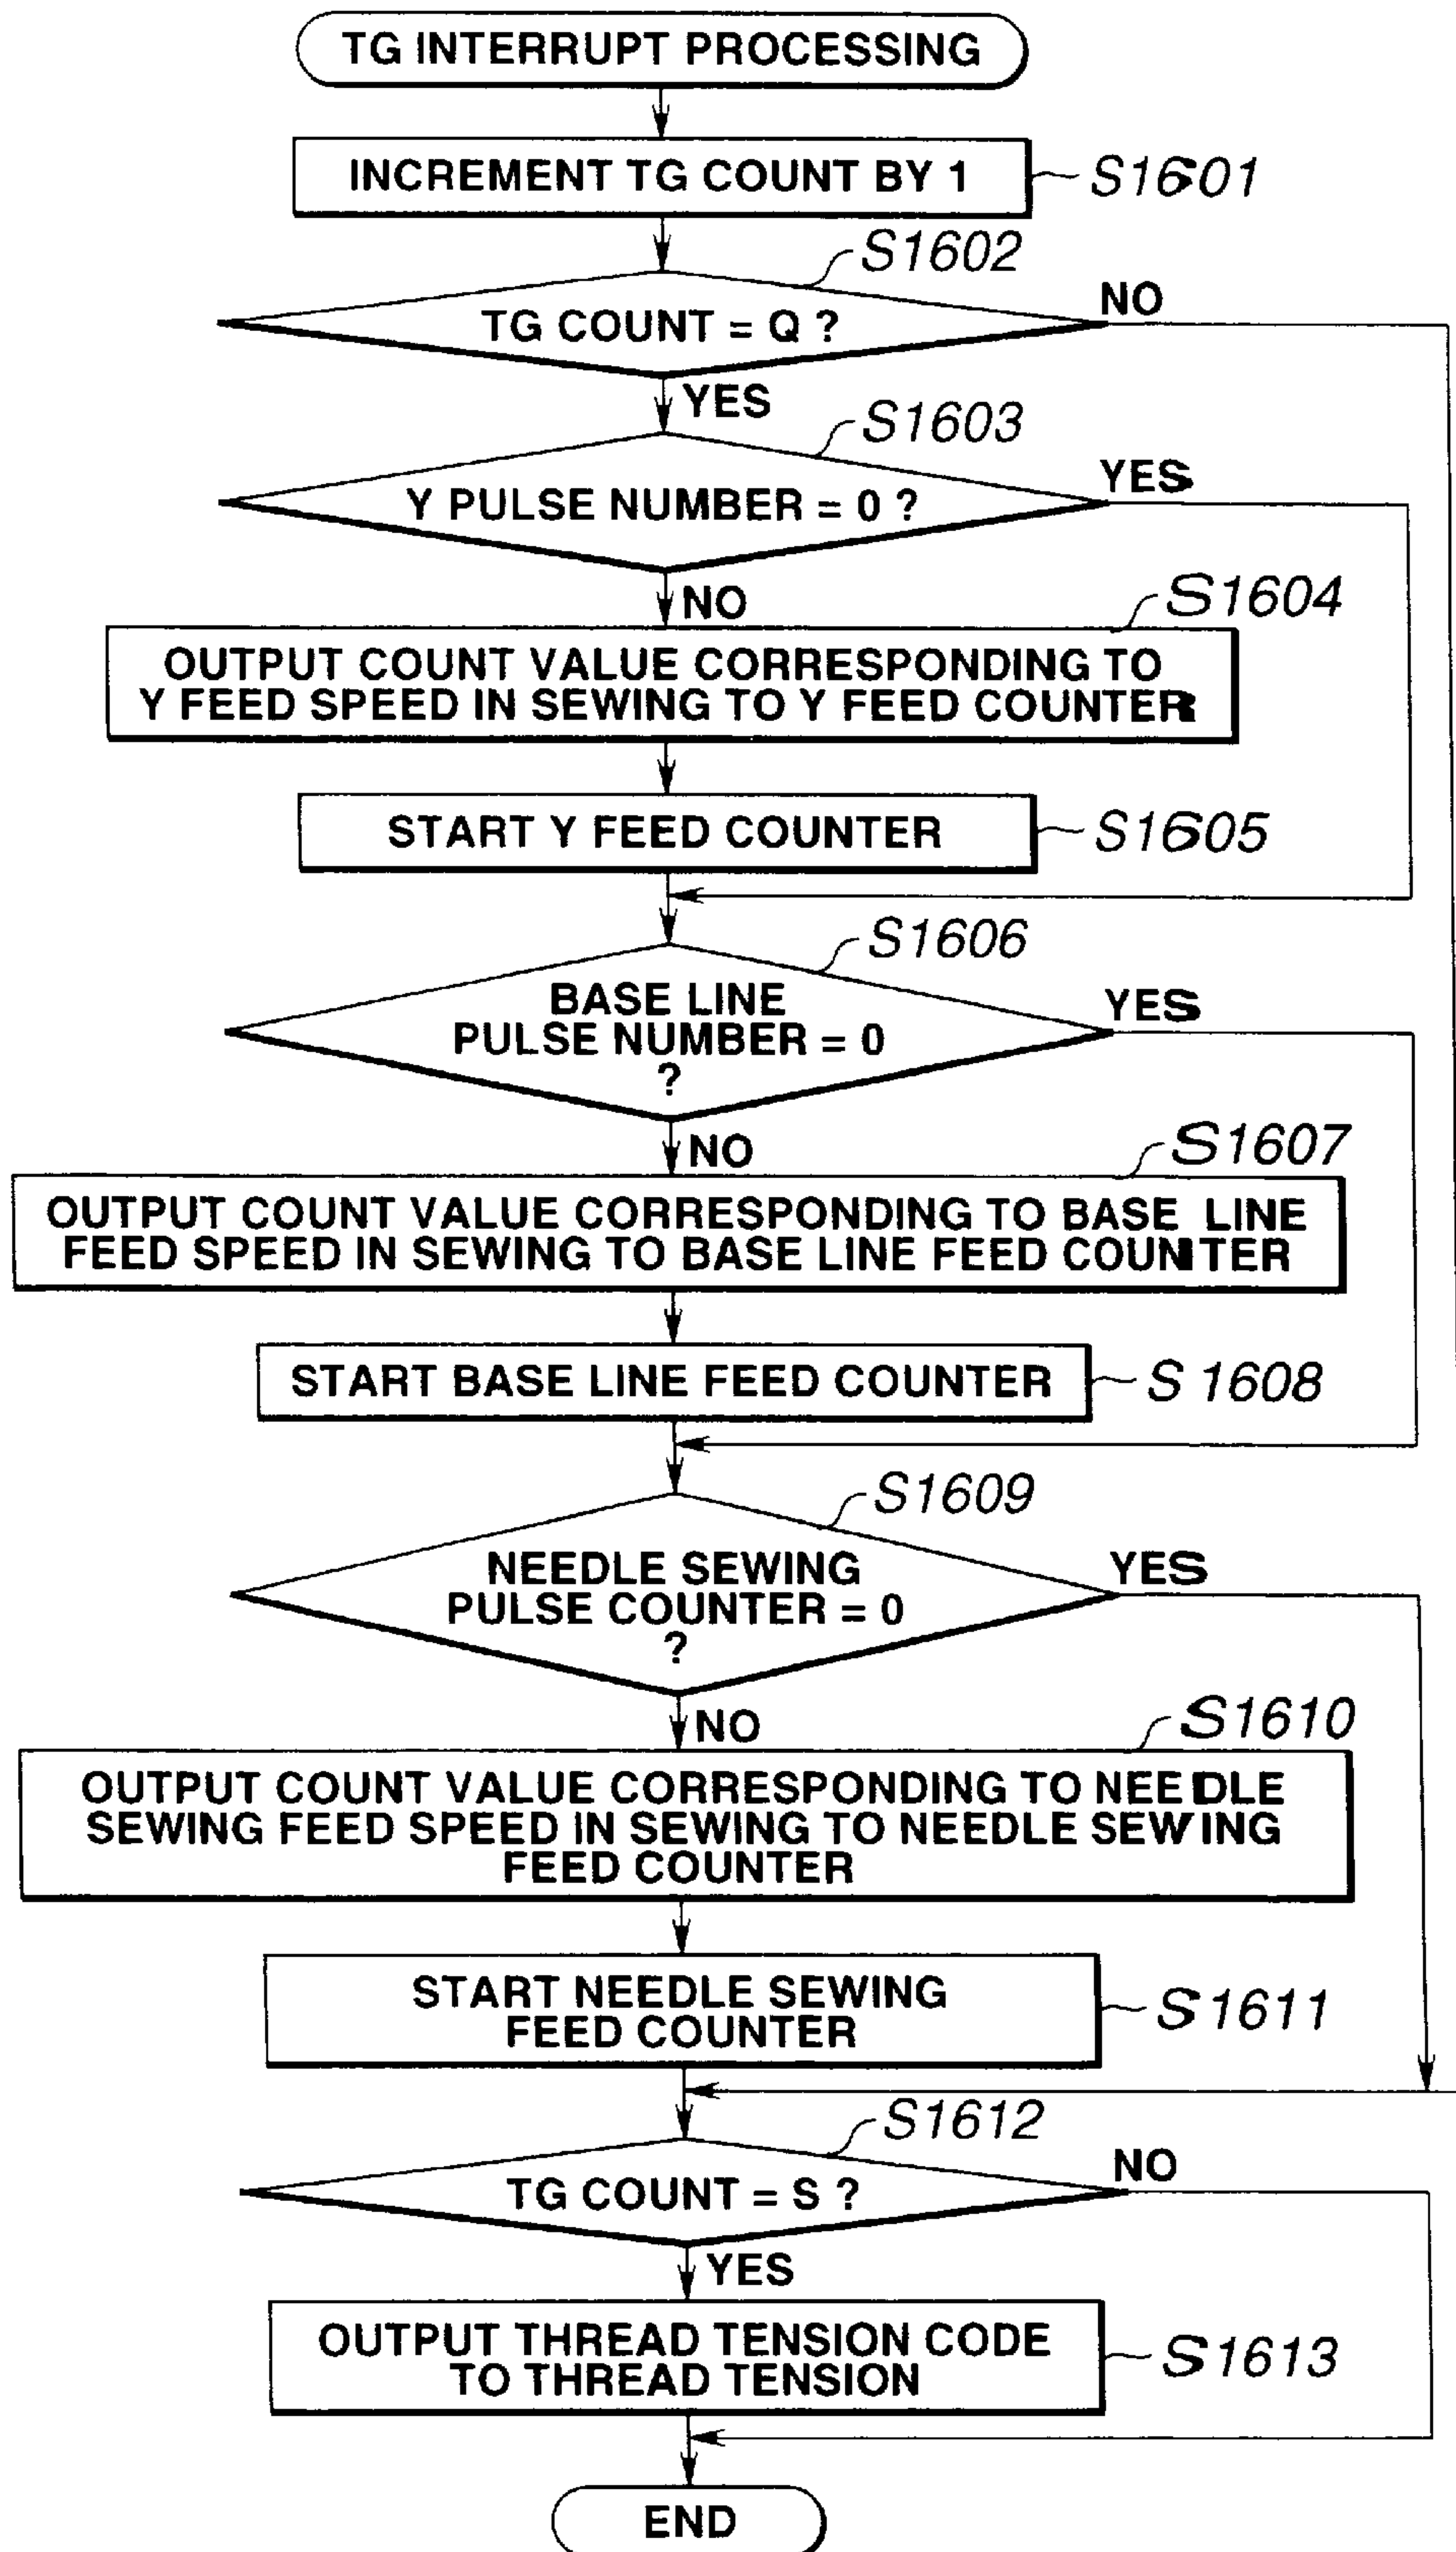 TG INTERRUPT PROCESSING
INCREMENT TG COUNT BY 1
S1601
S1602
TG COUNT = Q ?
NO
YES
S1603
Y PULSE NUMBER = 0 ?
YES
NO
S1604
OUTPUT COUNT VALUE CORRESPONDING TO
Y FEED SPEED IN SEWING TO Y FEED COUNTER
START Y FEED COUNTER
S1605
S1606
BASE LINE
PULSE NUMBER = 0
?
YES
NO
S1607
OUTPUT COUNT VALUE CORRESPONDING TO BASE LINE
FEED SPEED IN SEWING TO BASE LINE FEED COUNTER
START BASE LINE FEED COUNTER
S 1608
S1609
NEEDLE SEWING
PULSE COUNTER = 0
?
YES
NO
S1610
OUTPUT COUNT VALUE CORRESPONDING TO NEEDLE
SEWING FEED SPEED IN SEWING TO NEEDLE SEWING
FEED COUNTER
START NEEDLE SEWING
FEED COUNTER
S1611
S1612
TG COUNT = S ?
NO
YES
OUTPUT THREAD TENSION CODE
TO THREAD TENSION
S1613
END